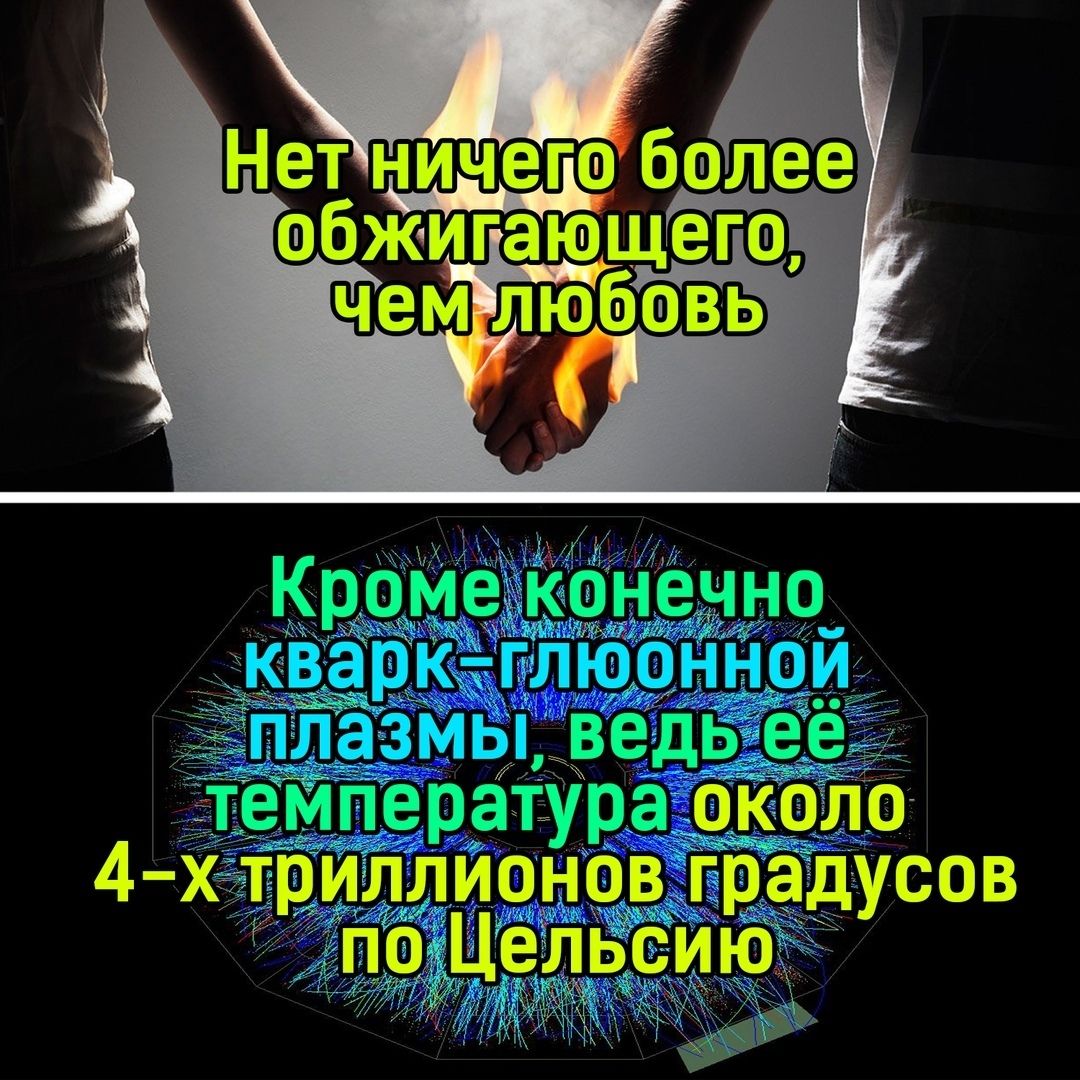 Нет ничего более
обжигающего,
чем любовь
Кроме конечно
кварк-глюонной
плазмы, ведь её
температура около
4-х триллионов градусов
по Цельсию